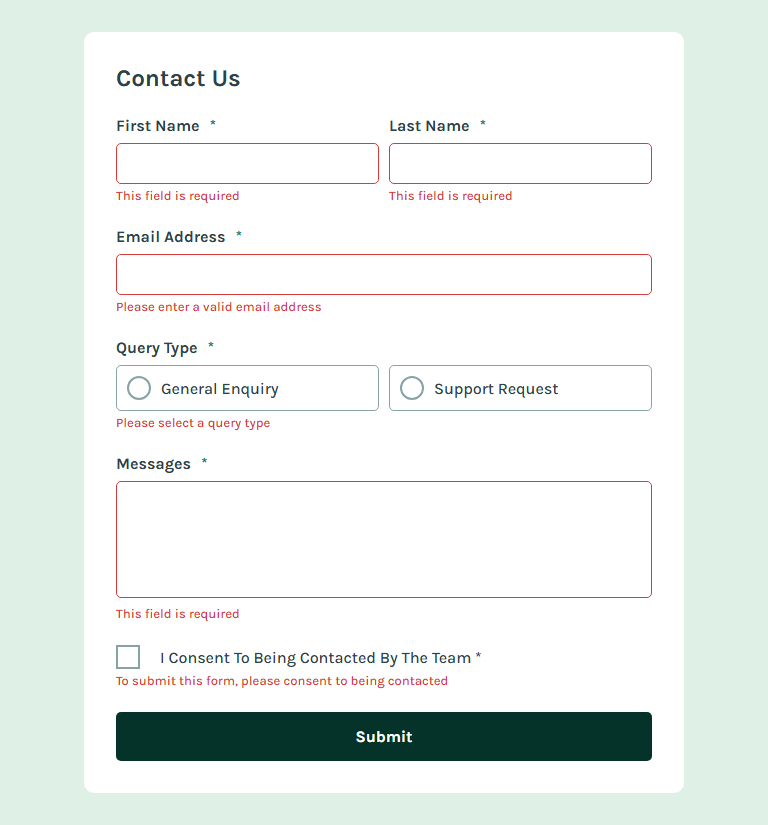 Contact Us
First Name * Last Name *
This field is required This field is required
Email Address *
Please enter a valid email address
Query Type *
General Enquiry Support Request
Please select a query type
Messages *
This field is required
I Consent To Being Contacted By The Team *
To submit this form, please consent to being contacted
Submit